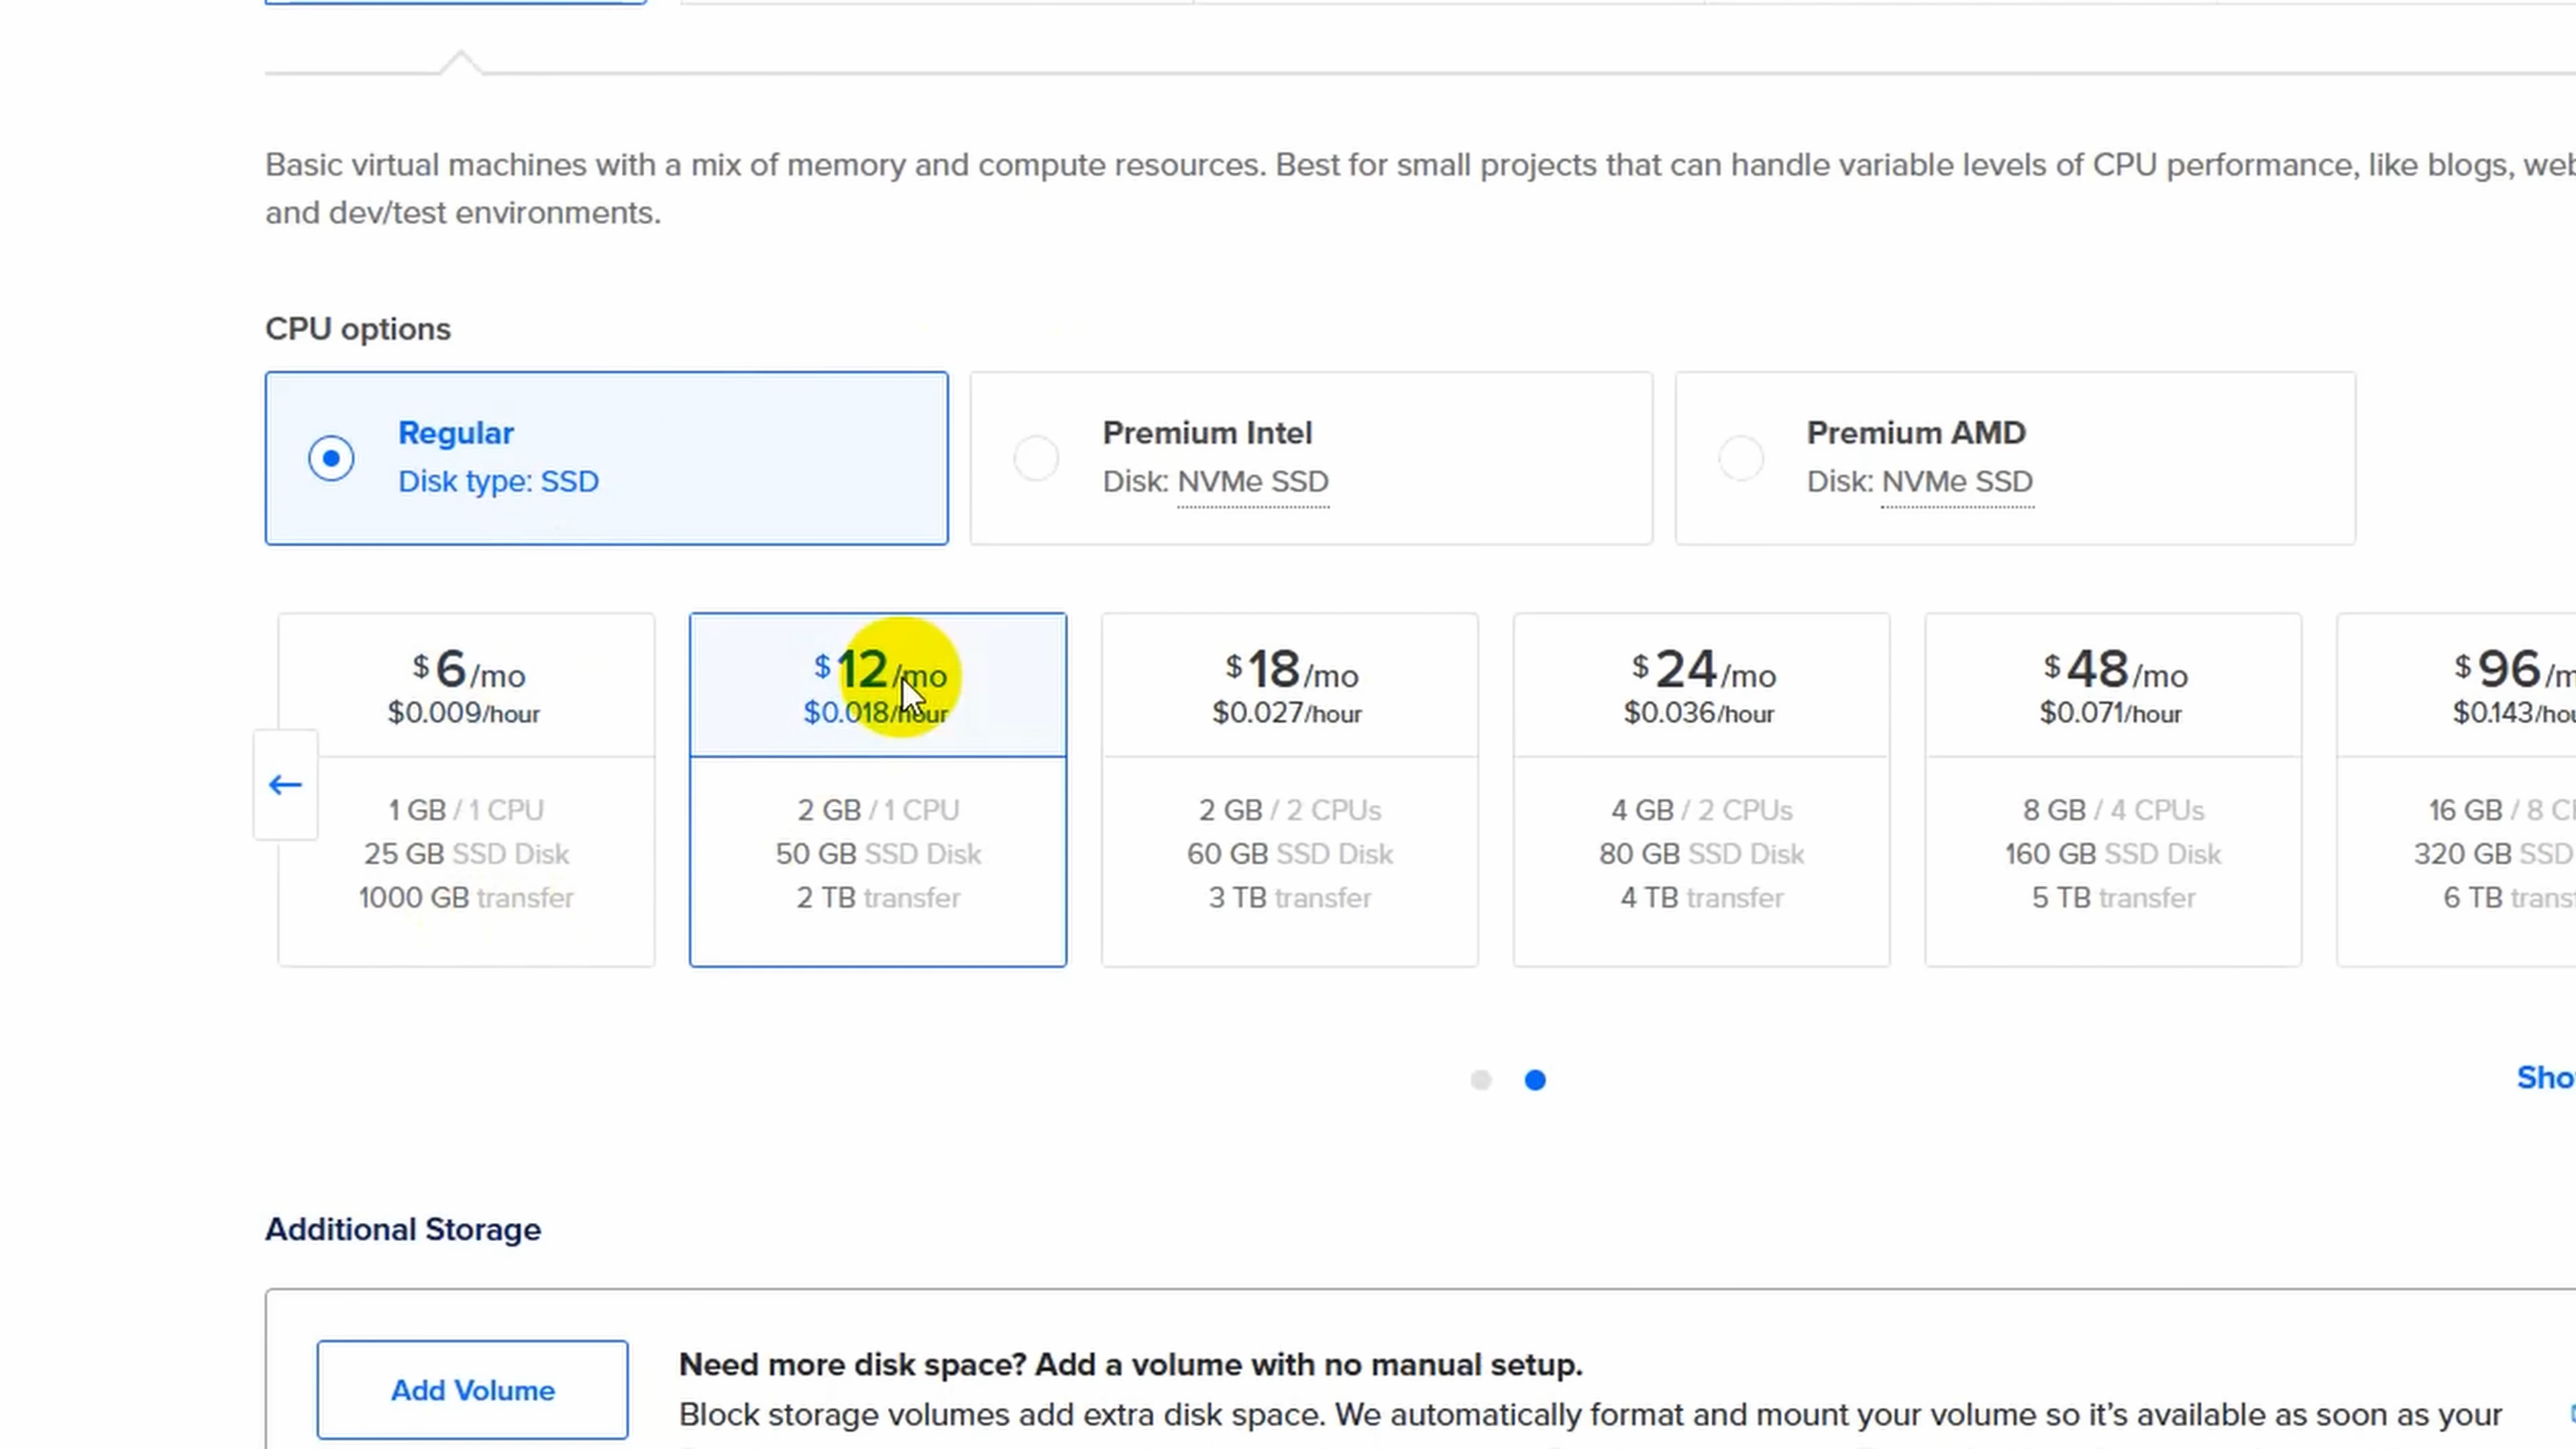 Basic virtual machines with a mix of memory and compute resources. Best for small projects that can handle variable levels of CPU performance, like blogs,
and dev/test environments.
CPU options
Regular
Disk type: SSD
Premium Intel
Disk: NVMe SSD
Premium AMD
Disk: NVMe SSD
$6/mo
$0.009/hour
1 GB / 1 CPU
25 GB SSD Disk
1000 GB transfer
$12/mo
$0.018/hour
2 GB / 1 CPU
50 GB SSD Disk
2 TB transfer
$18/mo
$0.027/hour
2 GB / 2 CPUs
60 GB SSD Disk
3 TB transfer
$24/mo
$0.036/hour
4 GB / 2 CPUs
80 GB SSD Disk
4 TB transfer
$48/mo
$0.071/hour
8 GB / 4 CPUs
160 GB SSD Disk
5 TB transfer
$96
$0.143
16 GB / 8
320 GB SSD
6 TB
Additional Storage
Add Volume
Need more disk space? Add a volume with no manual setup.
Block storage volumes add extra disk space. We automatically format and mount your volume so it's available as soon as your